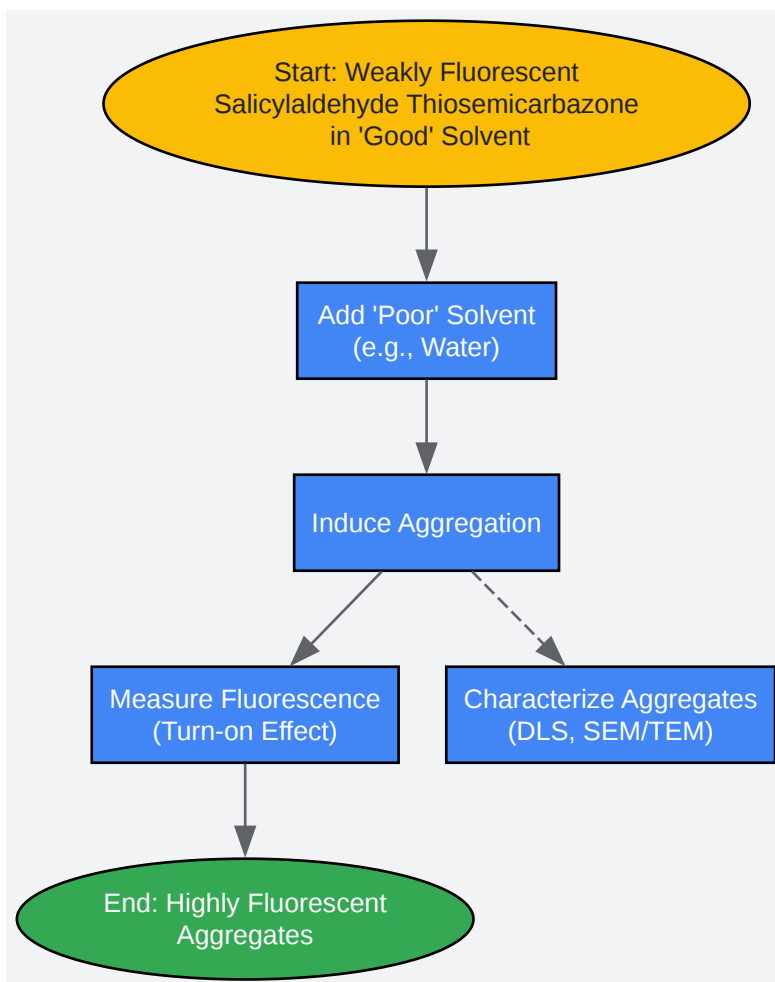 Start: Weakly Fluorescent
Salicylaldehyde Thiosemicarbazone
in 'Good' Solvent
Add 'Poor' Solvent
(e.g., Water)
Induce Aggregation
Measure Fluorescence
(Turn-on Effect)
Characterize Aggregates
(DLS, SEM/TEM)
End: Highly Fluorescent
Aggregates